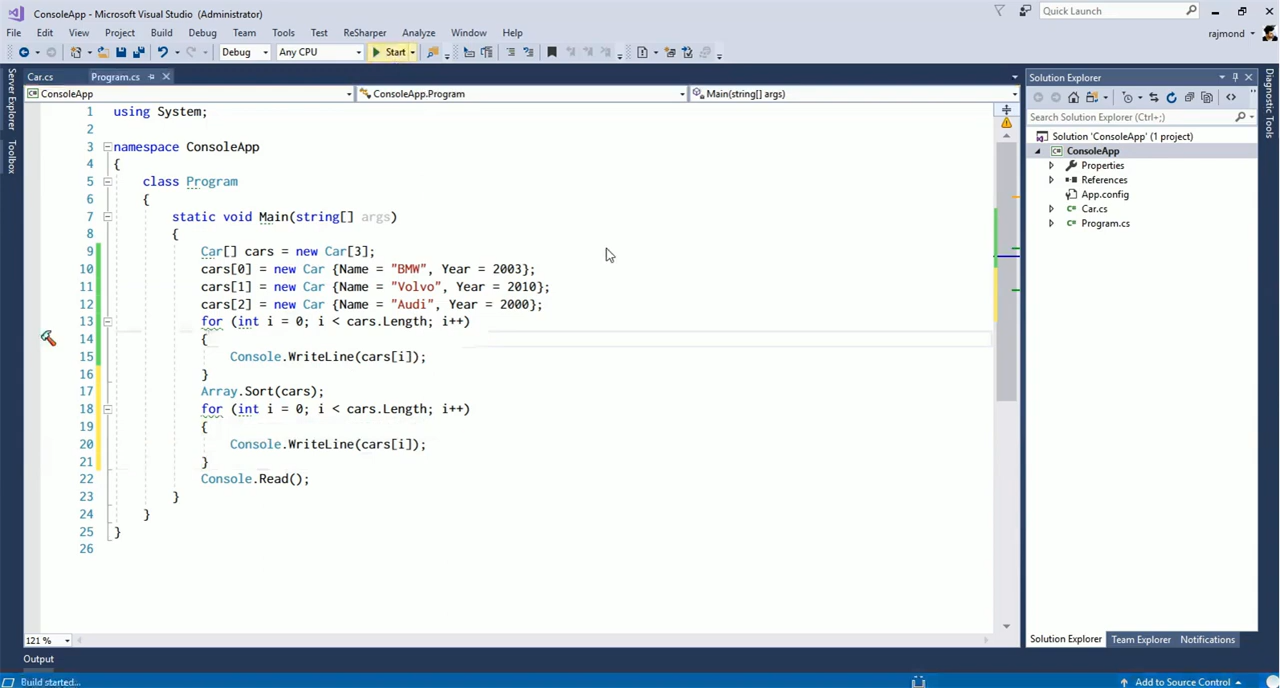 ConsoleApp - Microsoft Visual Studio (Administrator)
Quick Launch
File Edit View Project Build Debug Team Tools Test ReSharper Analyze Window Help
rajmond
Debug Any CPU Start
Car.cs Program.cs
Solution Explorer
ConsoleApp ConsoleApp.Program Main(string[] args)
Search Solution Explorer (Ctrl+;)
Solution 'ConsoleApp' (1 project)
ConsoleApp
Properties
References
App.config
Car.cs
Program.cs
Server Explorer
Toolbox
Diagnostic Tools
1 using System;
2
3 namespace ConsoleApp
4 {
5 class Program
6 {
7 static void Main(string[] args)
8 {
9 Car[] cars = new Car[3];
10 cars[0] = new Car {Name = "BMW", Year = 2003};
11 cars[1] = new Car {Name = "Volvo", Year = 2010};
12 cars[2] = new Car {Name = "Audi", Year = 2000};
13 for (int i = 0; i < cars.Length; i++)
14 {
15 Console.WriteLine(cars[i]);
16 }
17 Array.Sort(cars);
18 for (int i = 0; i < cars.Length; i++)
19 {
20 Console.WriteLine(cars[i]);
21 }
22 Console.Read();
23 }
24 }
25 }
26
121 %
Solution Explorer Team Explorer Notifications
Output
Build started...
Add to Source Control